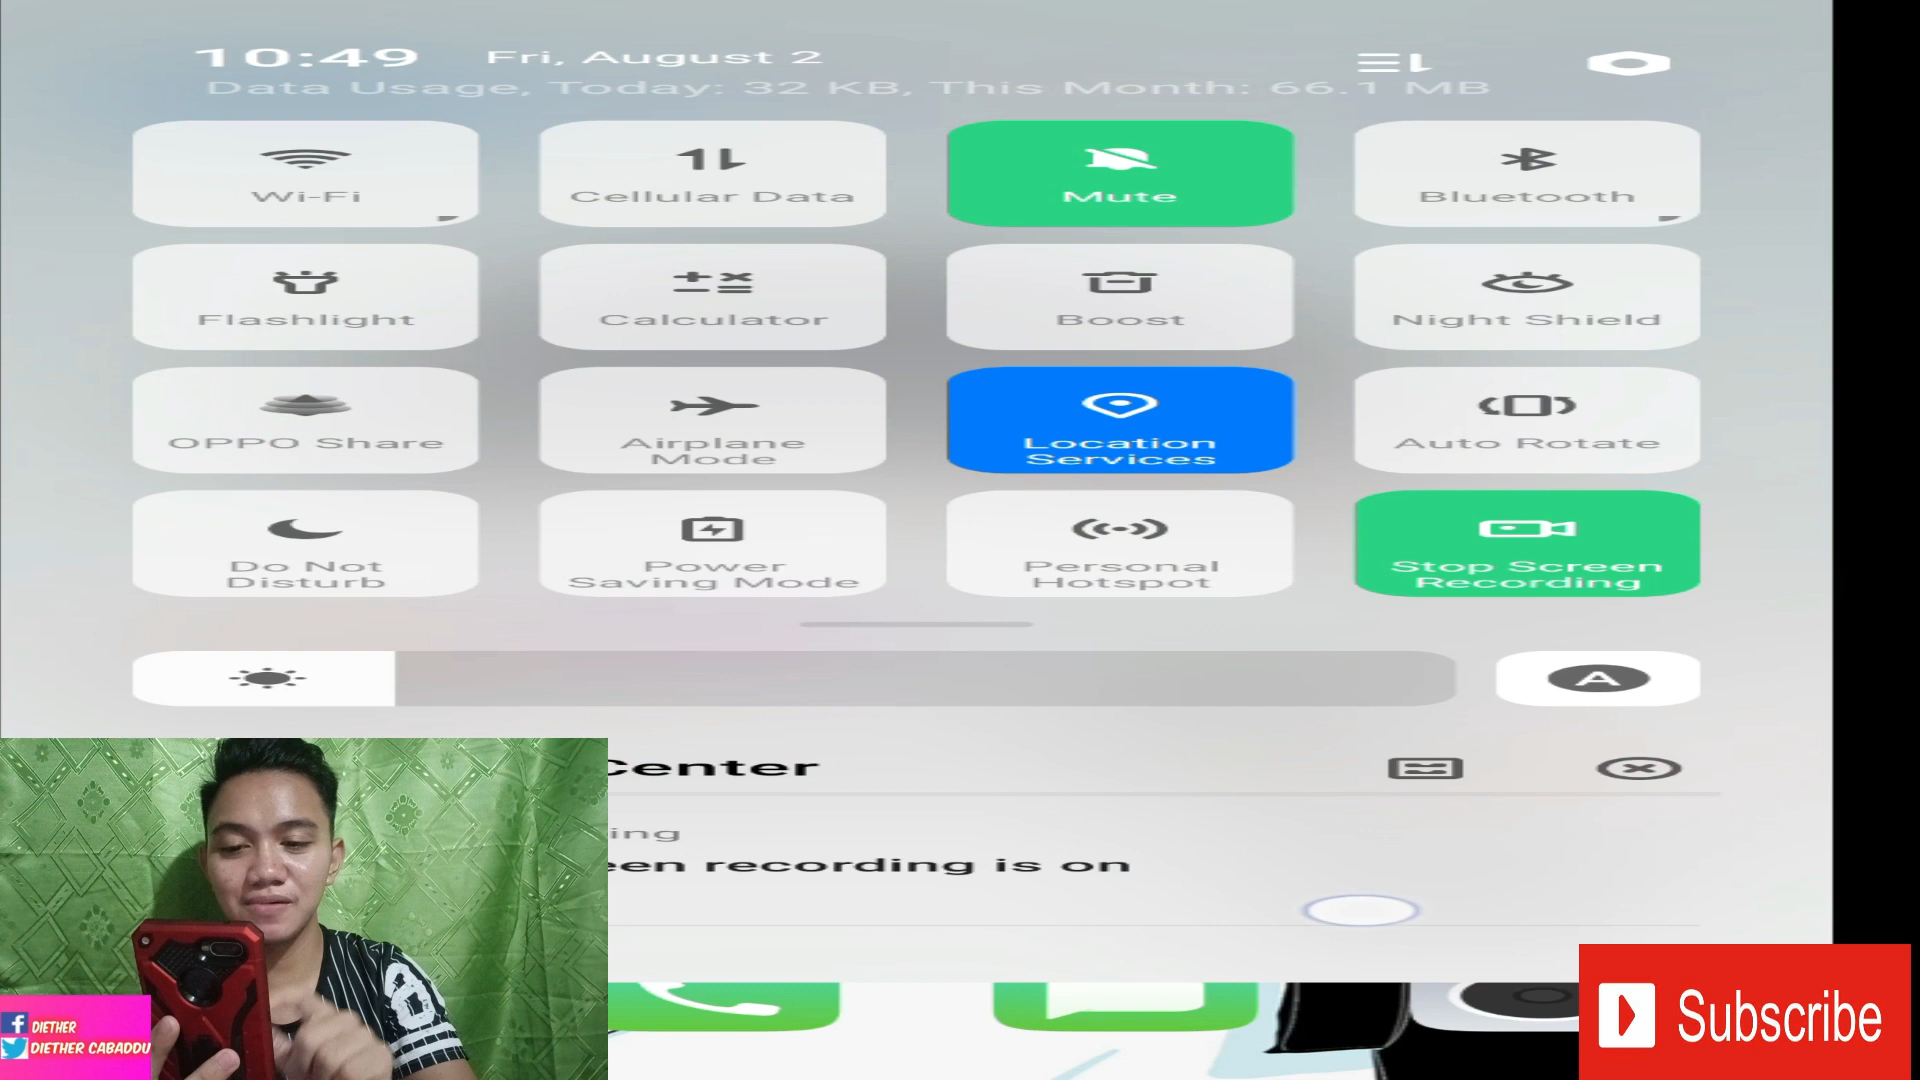 10:49 Fri, August 2
Data Usage, Today: 32 KB, This Month: 66.1 MB
Wi-Fi
Cellular Data
Mute
Bluetooth
Flashlight
Calculator
Boost
Night Shield
OPPO Share
Airplane
Mode
Location
Services
Auto Rotate
Do Not
Disturb
Power
Saving Mode
Personal
Hotspot
Stop Screen
Recording
A
Center
ing
een recording is on
DIETHER
DIETHER CABADDU
Subscribe